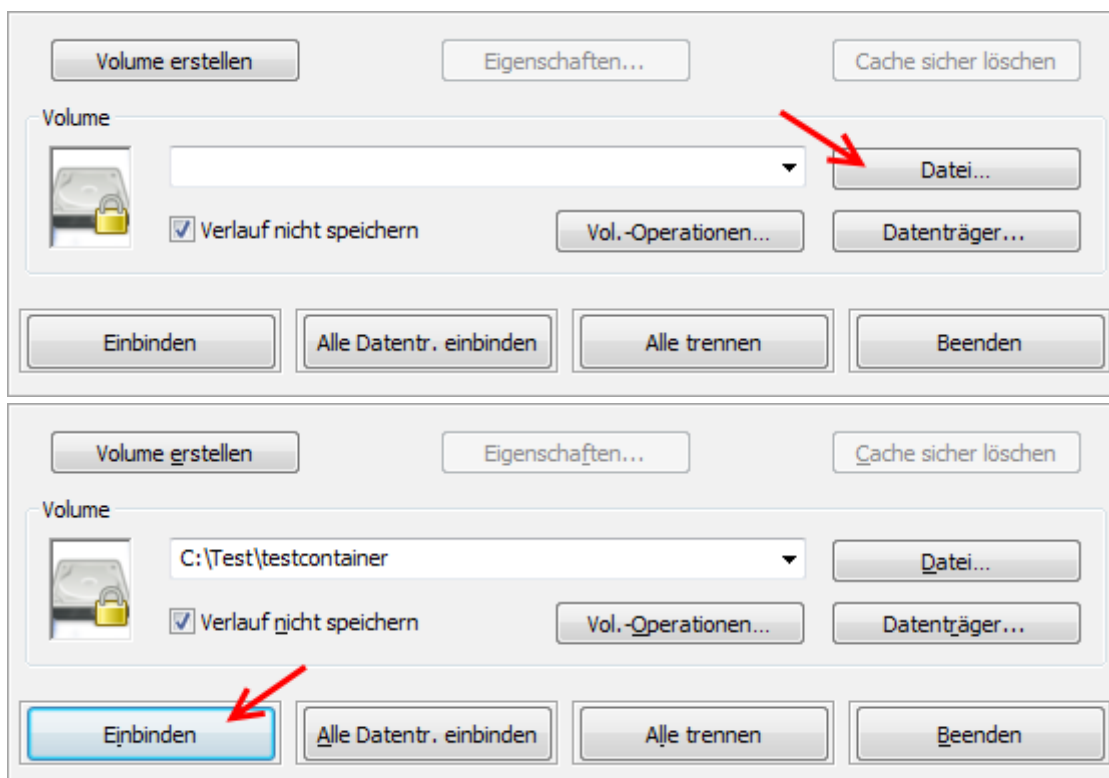 Volume erstellen Eigenschaften... Cache sicher löschen
Volume
Datei...
Verlauf nicht speichern Vol.-Operationen... Datenträger...
Einbinden Alle Datentr. einbinden Alle trennen Beenden
Volume erstellen Eigenschaften... Cache sicher löschen
Volume
C:\Test\testcontainer Datei...
Verlauf nicht speichern Vol.-Operationen... Datenträger...
Einbinden Alle Datentr. einbinden Alle trennen Beenden